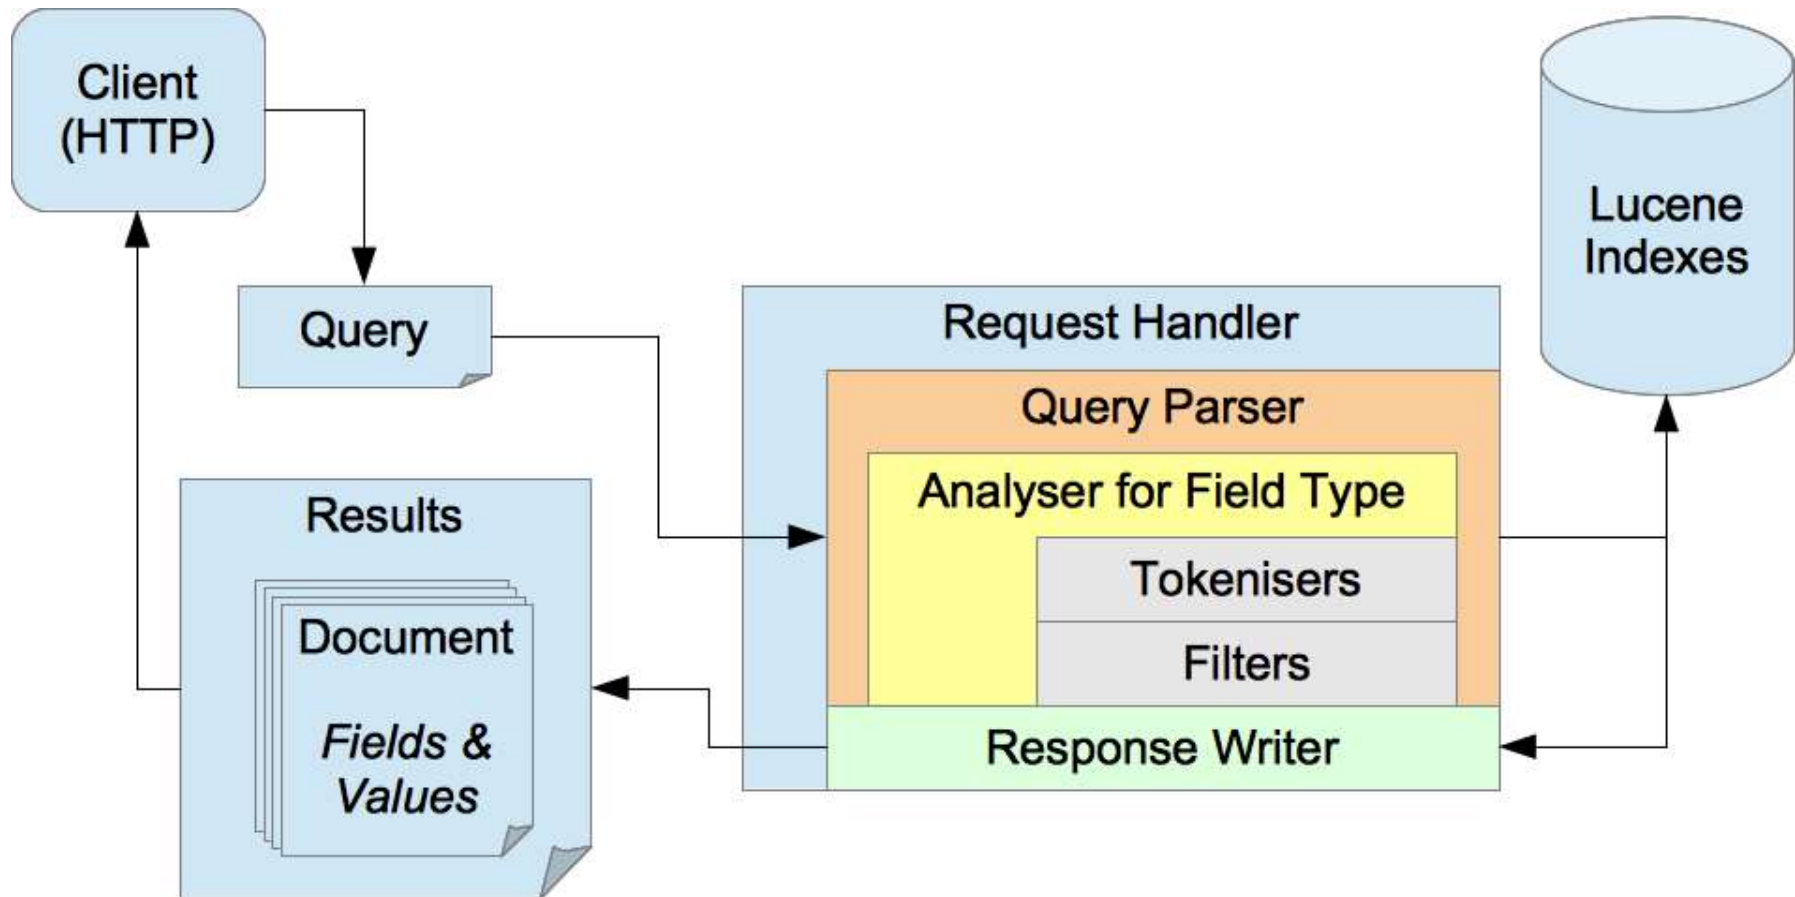 Client
(HTTP)
Query
Lucene
Indexes
Request Handler
Query Parser
Analyser for Field Type
Tokenisers
Filters
Response Writer
Results
Document
Fields &
Values